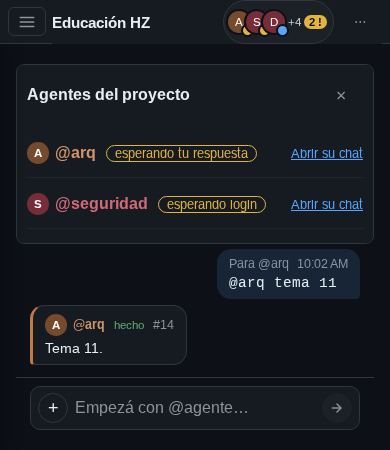 Educación HZ
A S D +4 2 ! ...
Agentes del proyecto ×
A @arq esperando tu respuesta Abrir su chat
S @seguridad esperando login Abrir su chat
Para @arq 10:02 AM
@arq tema 11
A @arq hecho #14
Tema 11.
+ Empezá con @agente… →